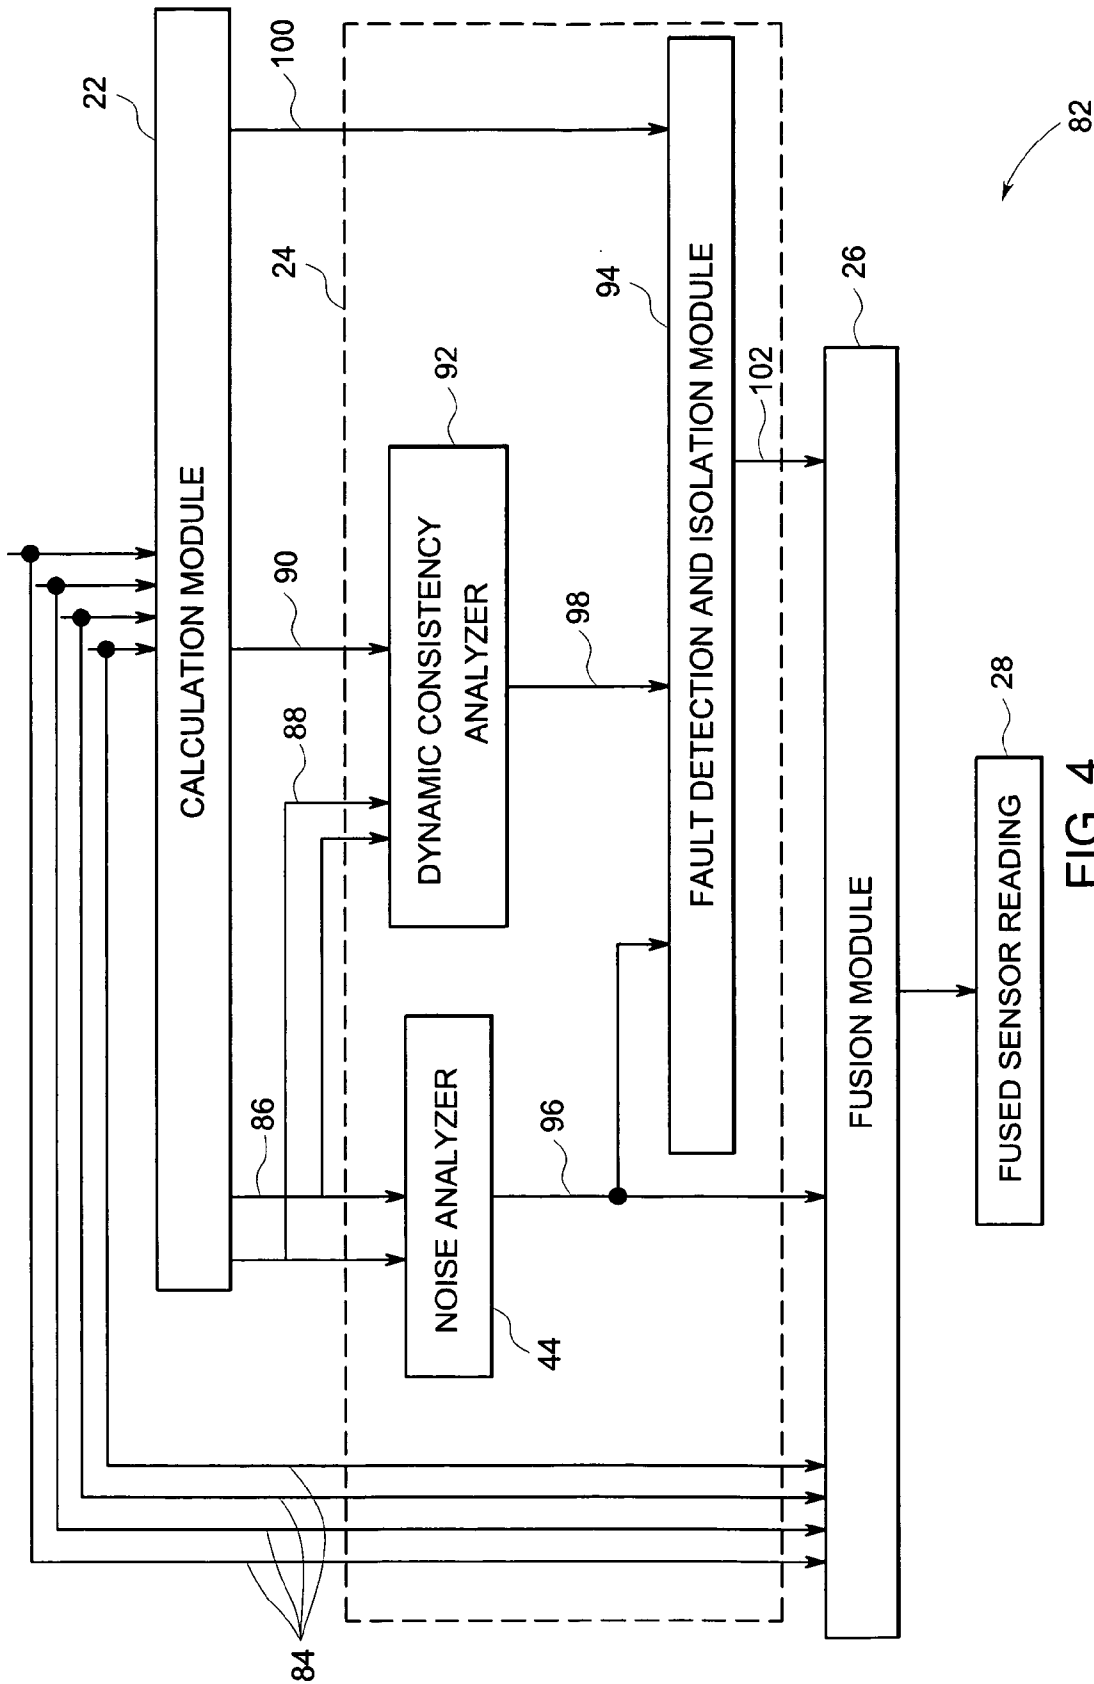 22
100
CALCULATION MODULE
24
90
88
86
92
DYNAMIC CONSISTENCY
ANALYZER
NOISE ANALYZER
44
94
98
96
FAULT DETECTION AND ISOLATION MODULE
102
26
FUSION MODULE
84
28
FUSED SENSOR READING
82
FIG. 4